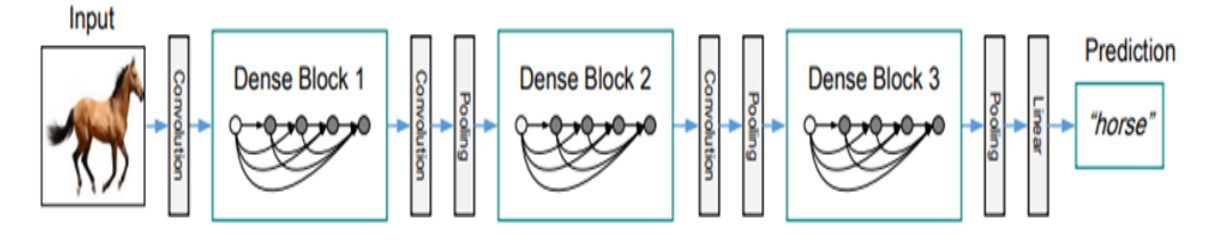 Input
Convolution
Dense Block 1
Convolution
Pooling
Dense Block 2
Convolution
Pooling
Dense Block 3
Pooling
Linear
Prediction
“horse”